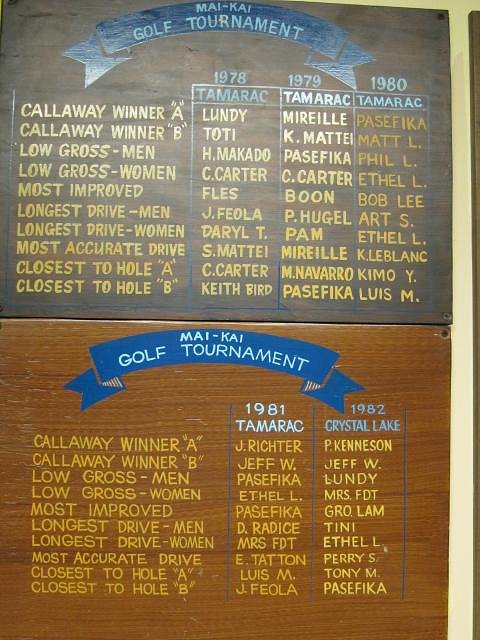 MAI-KAI
GOLF TOURNAMENT
1978 1979 1980
TAMARAC TAMARAC TAMARAC
CALLAWAY WINNER "A" LUNDY MIREILLE PASEFIKA
CALLAWAY WINNER "B" TOTI K. MATTEI MATT L.
LOW GROSS-MEN H.MAKADO PASEFIKA PHIL L.
LOW GROSS-WOMEN C.CARTER C.CARTER ETHEL L.
MOST IMPROVED FLES BOON BOB LEE
LONGEST DRIVE-MEN J.FEOLA P.HUGEL ART S.
LONGEST DRIVE-WOMEN DARYL T. PAM ETHEL L.
MOST ACCURATE DRIVE S.MATTEI MIREILLE K.LEBLANC
CLOSEST TO HOLE "A" C.CARTER M.NAVARRO KIMO Y.
CLOSEST TO HOLE "B" KEITH BIRD PASEFIKA LUIS M.
MAI-KAI
GOLF TOURNAMENT
1981 1982
TAMARAC CRYSTAL LAKE
CALLAWAY WINNER "A" J.RICHTER P.KENNESON
CALLAWAY WINNER "B" JEFF W. JEFF W.
LOW GROSS-MEN PASEFIKA LUNDY
LOW GROSS-WOMEN ETHEL L. MRS. FDT
MOST IMPROVED PASEFIKA GRO. LAM
LONGEST DRIVE-MEN D. RADICE TINI
LONGEST DRIVE-WOMEN MRS FDT ETHEL L.
MOST ACCURATE DRIVE E. TATTON PERRY S.
CLOSEST TO HOLE "A" LUIS M. TONY M.
CLOSEST TO HOLE "B" J.FEOLA PASEFIKA